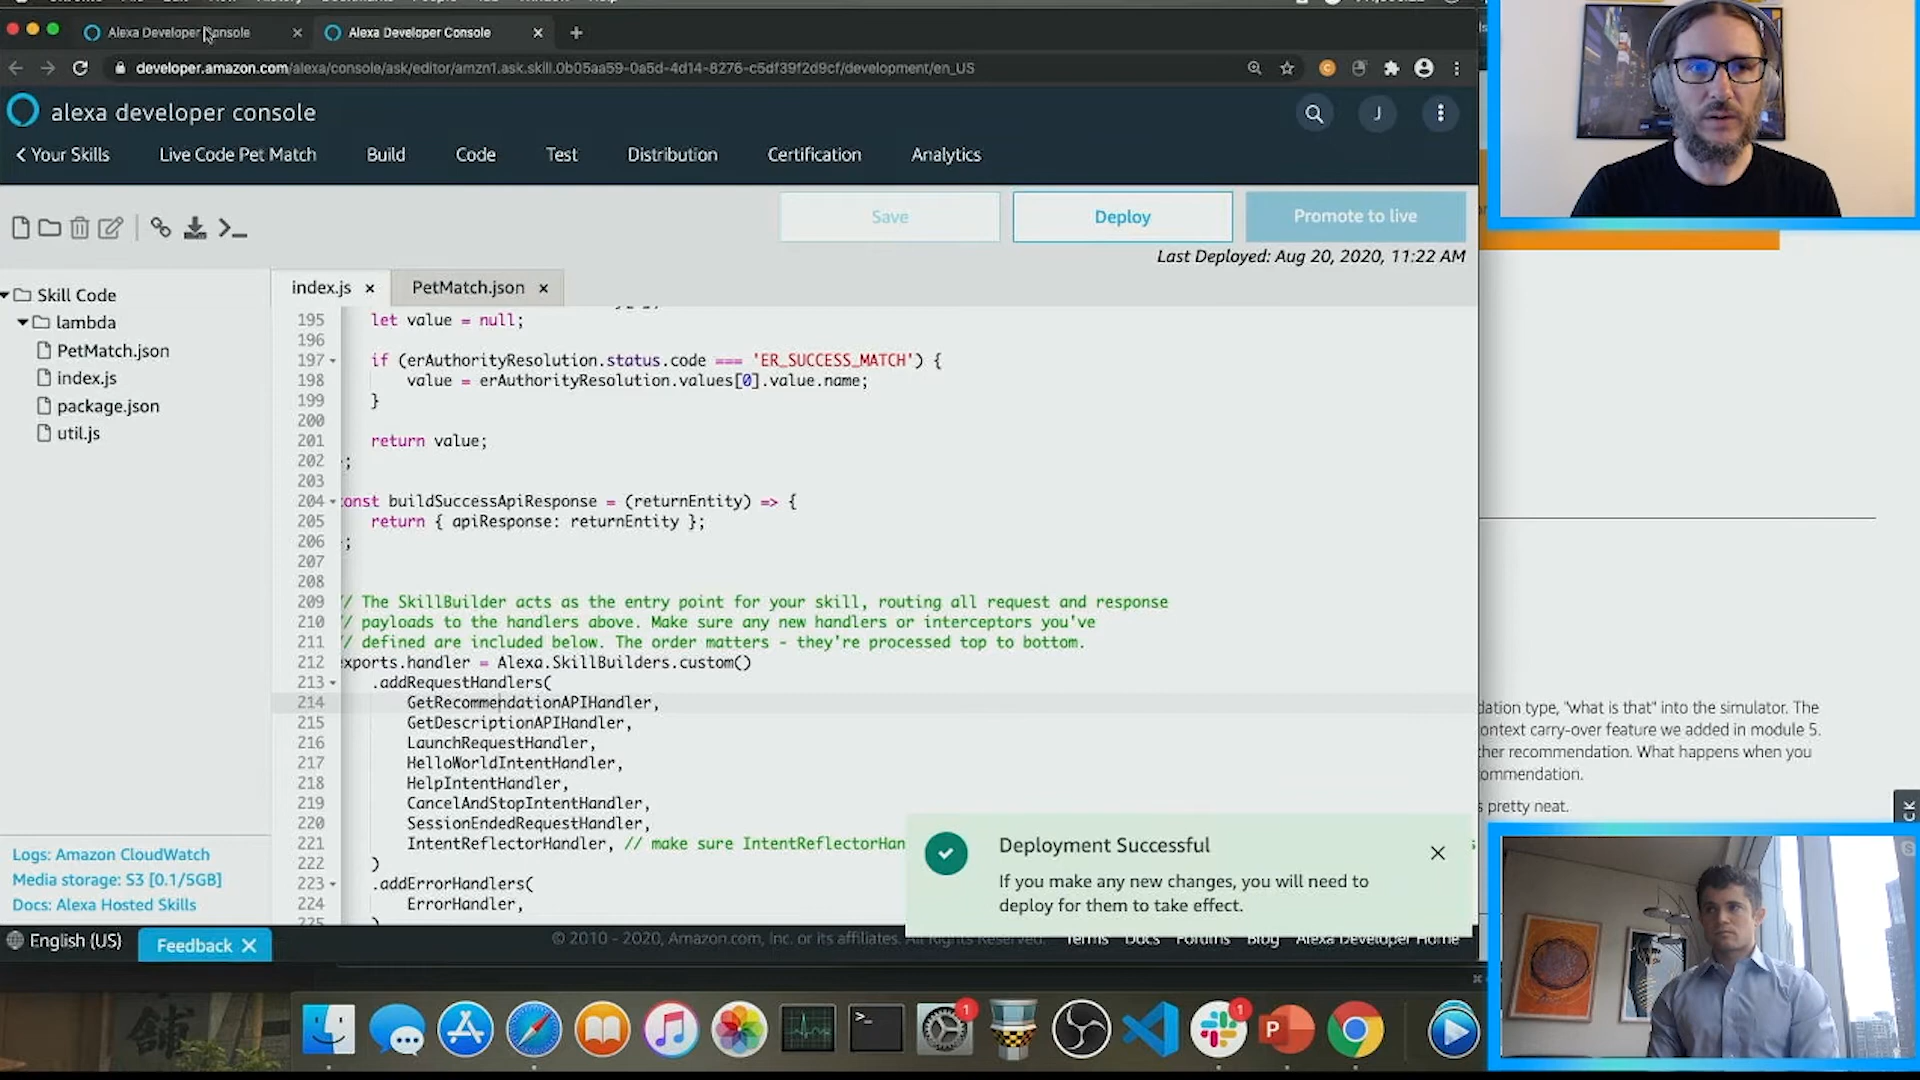 Alexa Developer Console
Alexa Developer Console
developer.amazon.com/alexa/console/ask/editor/amzn1.ask.skill.0b05aa59-0a5d-4d14-8276-c5df39f2d9cf/development/en_US
alexa developer console
J
Your Skills
Live Code Pet Match
Build
Code
Test
Distribution
Certification
Analytics
Save
Deploy
Promote to live
Last Deployed: Aug 20, 2020, 11:22 AM
Skill Code
lambda
PetMatch.json
index.js
package.json
util.js
index.js
PetMatch.json
195 let value = null;
196
197 if (erAuthorityResolution.status.code === 'ER_SUCCESS_MATCH') {
198 value = erAuthorityResolution.values[0].value.name;
199 }
200
201 return value;
202 ;
203
204 onst buildSuccessApiResponse = (returnEntity) => {
205 return { apiResponse: returnEntity };
206 ;
207
208
209 / The SkillBuilder acts as the entry point for your skill, routing all request and response
210 / payloads to the handlers above. Make sure any new handlers or interceptors you've
211 / defined are included below. The order matters - they're processed top to bottom.
212 xports.handler = Alexa.SkillBuilders.custom()
213 .addRequestHandlers(
214 GetRecommendationAPIHandler,
215 GetDescriptionAPIHandler,
216 LaunchRequestHandler,
217 HelloWorldIntentHandler,
218 HelpIntentHandler,
219 CancelAndStopIntentHandler,
220 SessionEndedRequestHandler,
221 IntentReflectorHandler, // make sure IntentReflectorHan
222 )
223 .addErrorHandlers(
224 ErrorHandler,
225 )
Deployment Successful
If you make any new changes, you will need to
deploy for them to take effect.
Logs: Amazon CloudWatch
Media storage: S3 [0.1/5GB]
Docs: Alexa Hosted Skills
English (US)
Feedback
© 2010 - 2020, Amazon.com, Inc. or its affiliates. All Rights Reserved.
Terms
Docs
Forums
Blog
Alexa Developer Home
dation type, "what is that" into the simulator. The
ontext carry-over feature we added in module 5.
her recommendation. What happens when you
ommendation.
s pretty neat.
CK
1
1